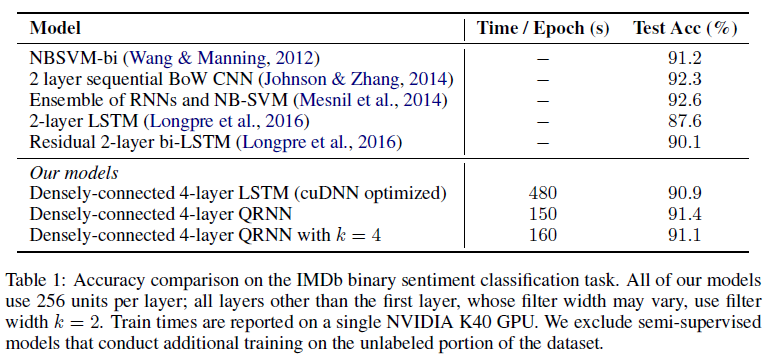 Model Time / Epoch (s) Test Acc (%)
NBSVM-bi (Wang & Manning, 2012) − 91.2
2 layer sequential BoW CNN (Johnson & Zhang, 2014) − 92.3
Ensemble of RNNs and NB-SVM (Mesnil et al., 2014) − 92.6
2-layer LSTM (Longpre et al., 2016) − 87.6
Residual 2-layer bi-LSTM (Longpre et al., 2016) − 90.1
Our models
Densely-connected 4-layer LSTM (cuDNN optimized) 480 90.9
Densely-connected 4-layer QRNN 150 91.4
Densely-connected 4-layer QRNN with k = 4 160 91.1
Table 1: Accuracy comparison on the IMDb binary sentiment classification task. All of our models
use 256 units per layer; all layers other than the first layer, whose filter width may vary, use filter
width k = 2. Train times are reported on a single NVIDIA K40 GPU. We exclude semi-supervised
models that conduct additional training on the unlabeled portion of the dataset.